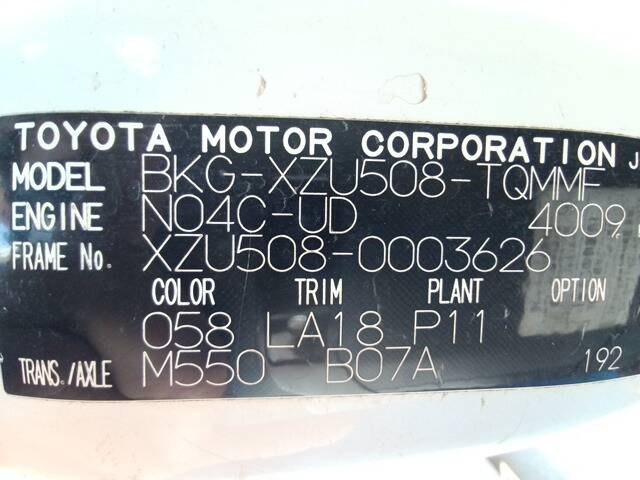 TOYOTA MOTOR CORPORATION J
MODEL BKG-XZU508-TQMMF
ENGINE N04C-UD 4009
FRAME No. XZU508-0003626
COLOR TRIM PLANT OPTION
058 LA18 P11
TRANS./AXLE M550 B07A 192